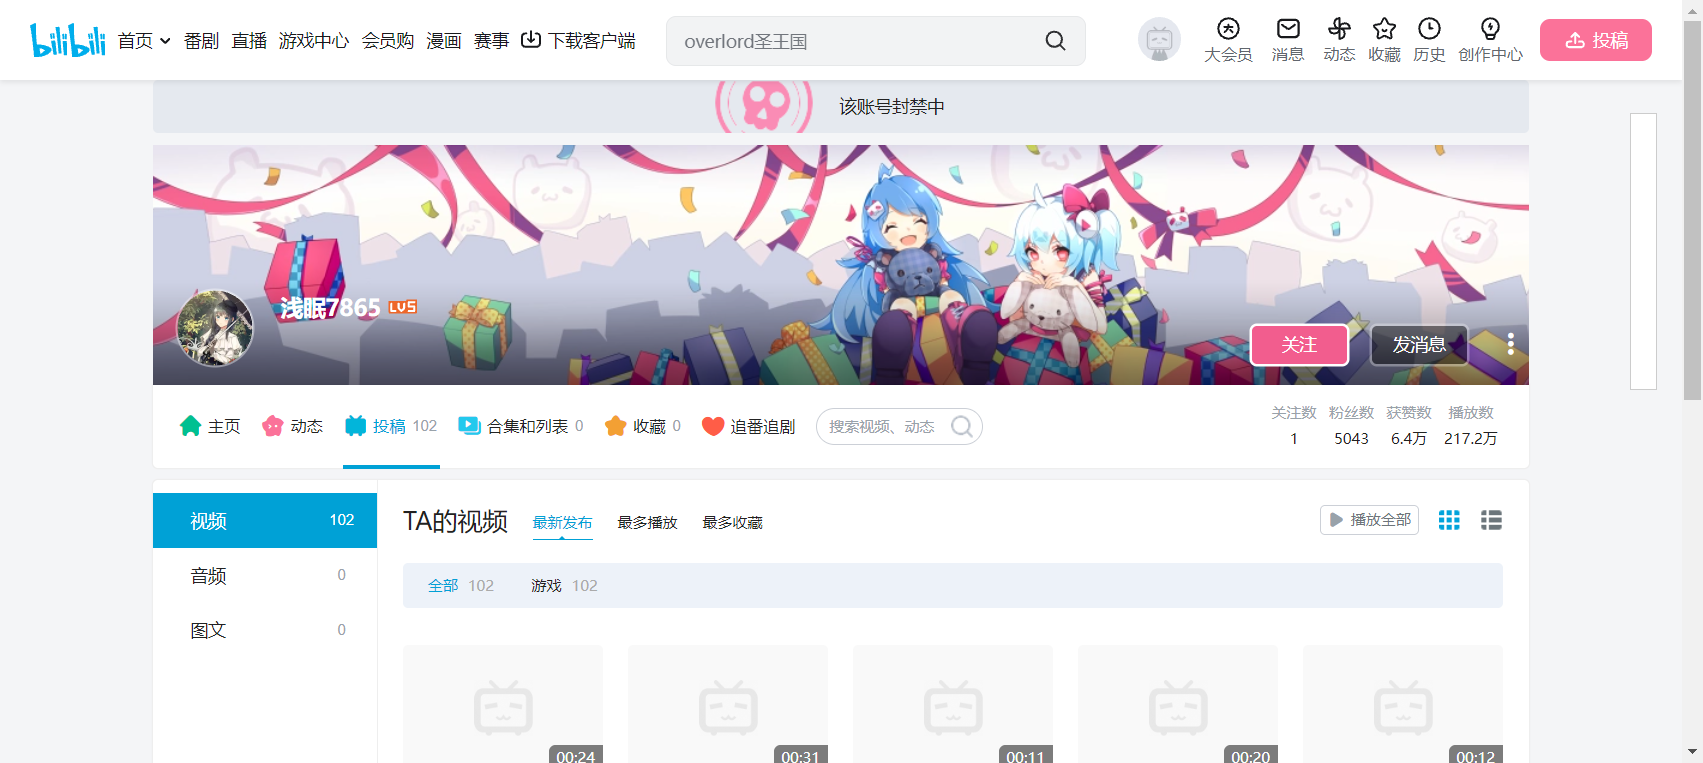 bilibili 首页 番剧 直播 游戏中心 会员购 漫画 赛事 下载客户端 overlord圣王国 大会员 消息 动态 收藏 历史 创作中心 投稿
该账号封禁中
浅眠7865 LV5
关注 发消息
主页 动态 投稿 102 合集和列表 0 收藏 0 追番追剧 搜索视频、动态
关注数 粉丝数 获赞数 播放数
1 5043 6.4万 217.2万
视频 102
音频 0
图文 0
TA的视频 最新发布 最多播放 最多收藏 播放全部
全部 102 游戏 102
00:24 00:31 00:11 00:20 00:12